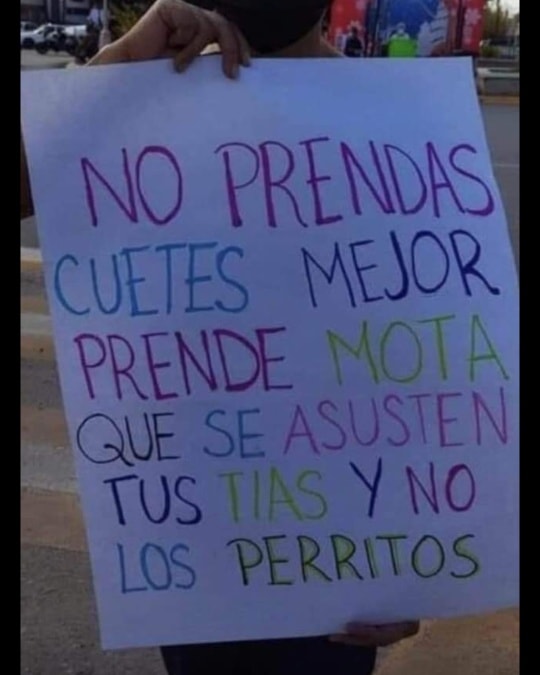 NO PRENDAS
CUETES MEJOR
PRENDE MOTA
QUE SE ASUSTEN
TUS TIAS Y NO
LOS PERRITOS